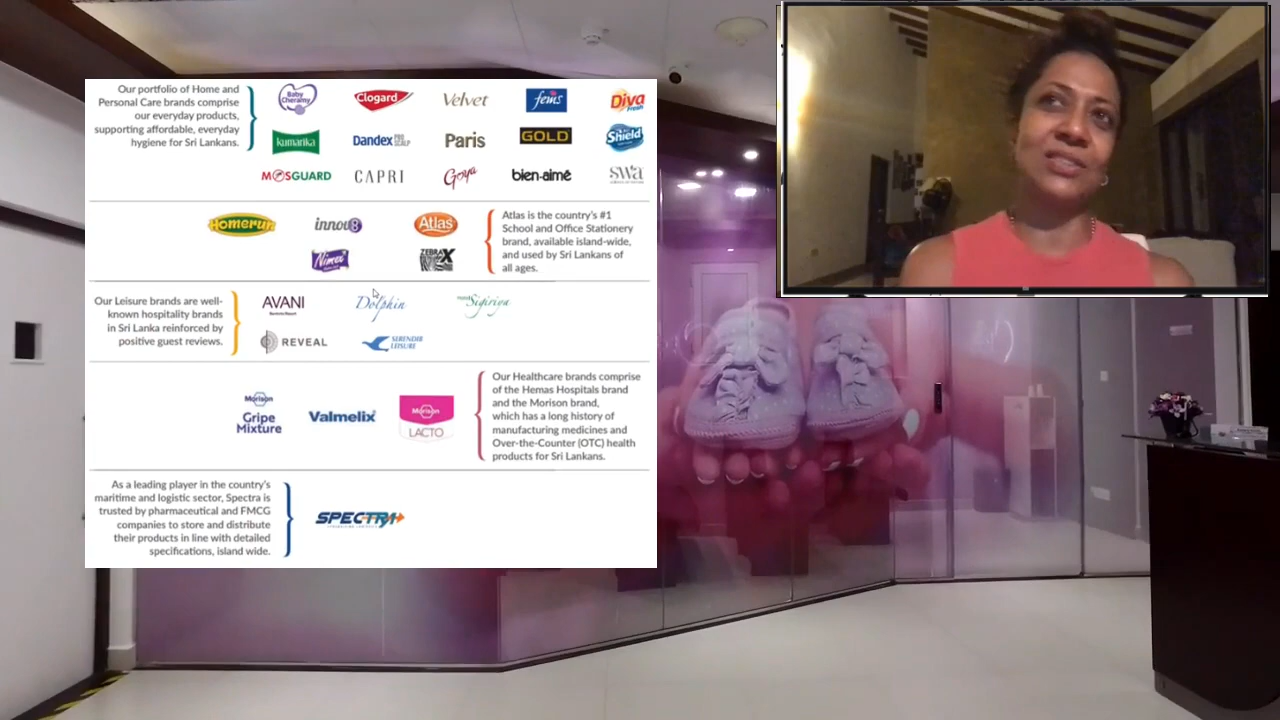 Our portfolio of Home and
Personal Care brands comprise
our everyday products,
supporting affordable, everyday
hygiene for Sri Lankans.
Baby
Cheramy
Clogard
Velvet
fems
Diva
Fresh
kumarika
Dandex PRO
SCALP
Paris
GOLD
Shield
MOSGUARD
CAPRI
Goya
bien-aimé
swa
Homerun
innov8
Atlas
Nimex
ZEBRA X
Atlas is the country's #1
School and Office Stationery
brand, available island-wide,
and used by Sri Lankans of
all ages.
Our Leisure brands are well-
known hospitality brands
in Sri Lanka reinforced by
positive guest reviews.
AVANI
Dolphin
Sigiriya
REVEAL
SERENDIB
LEISURE
Morison
Gripe
Mixture
Valmelix
Morison
LACTO
Our Healthcare brands comprise
of the Hemas Hospitals brand
and the Morison brand,
which has a long history of
manufacturing medicines and
Over-the-Counter (OTC) health
products for Sri Lankans.
As a leading player in the country's
maritime and logistic sector, Spectra is
trusted by pharmaceutical and FMCG
companies to store and distribute
their products in line with detailed
specifications, island wide.
SPECTRA